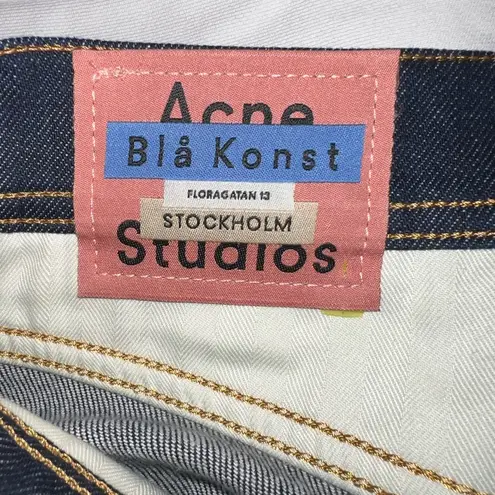 Acne
Blå Konst
FLORAGATAN 13
STOCKHOLM
Studios